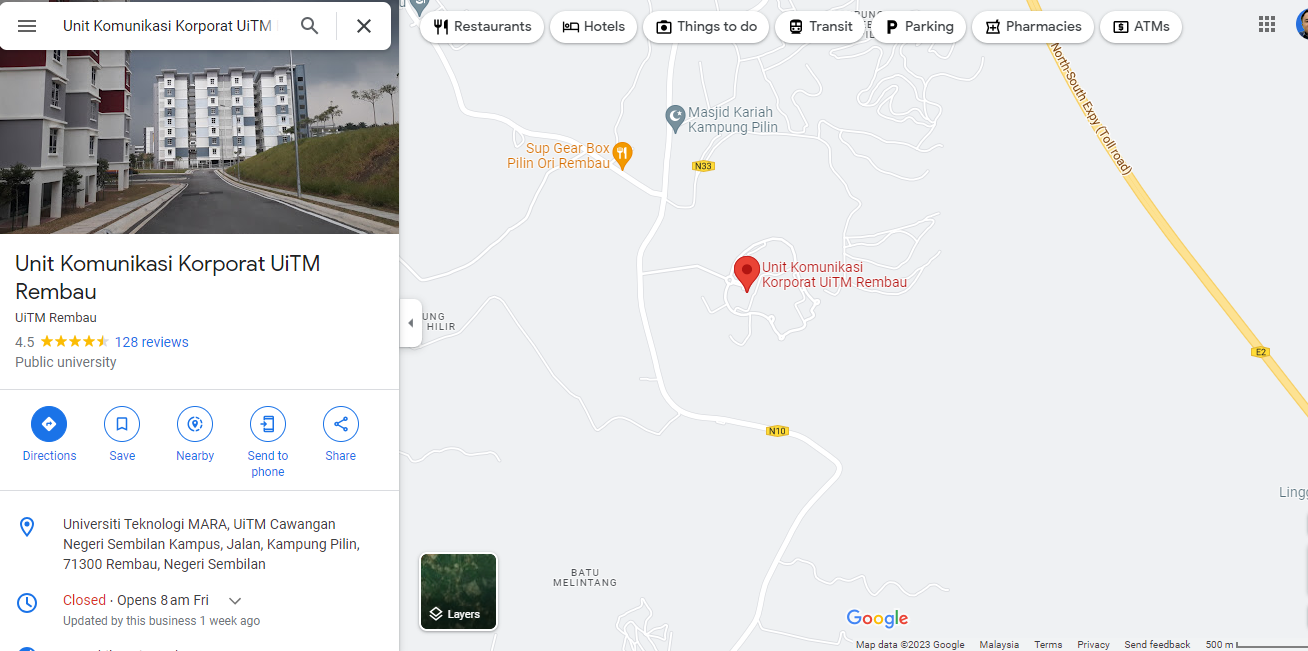 Unit Komunikasi Korporat UiTM
Restaurants
Hotels
Things to do
Transit
Parking
Pharmacies
ATMs
Unit Komunikasi Korporat UiTM
Rembau
UiTM Rembau
4.5
128 reviews
Public university
Directions
Save
Nearby
Send to
phone
Share
Universiti Teknologi MARA, UiTM Cawangan
Negeri Sembilan Kampus, Jalan, Kampung Pilin,
71300 Rembau, Negeri Sembilan
Closed · Opens 8 am Fri
Updated by this business 1 week ago
Masjid Kariah
Kampung Pilin
Sup Gear Box
Pilin Ori Rembau
N33
North-South Expy (Toll road)
Unit Komunikasi
Korporat UiTM Rembau
UNG
HILIR
E2
N10
Lingg
BATU
MELINTANG
Layers
Google
Map data ©2023 Google
Malaysia
Terms
Privacy
Send feedback
500 m